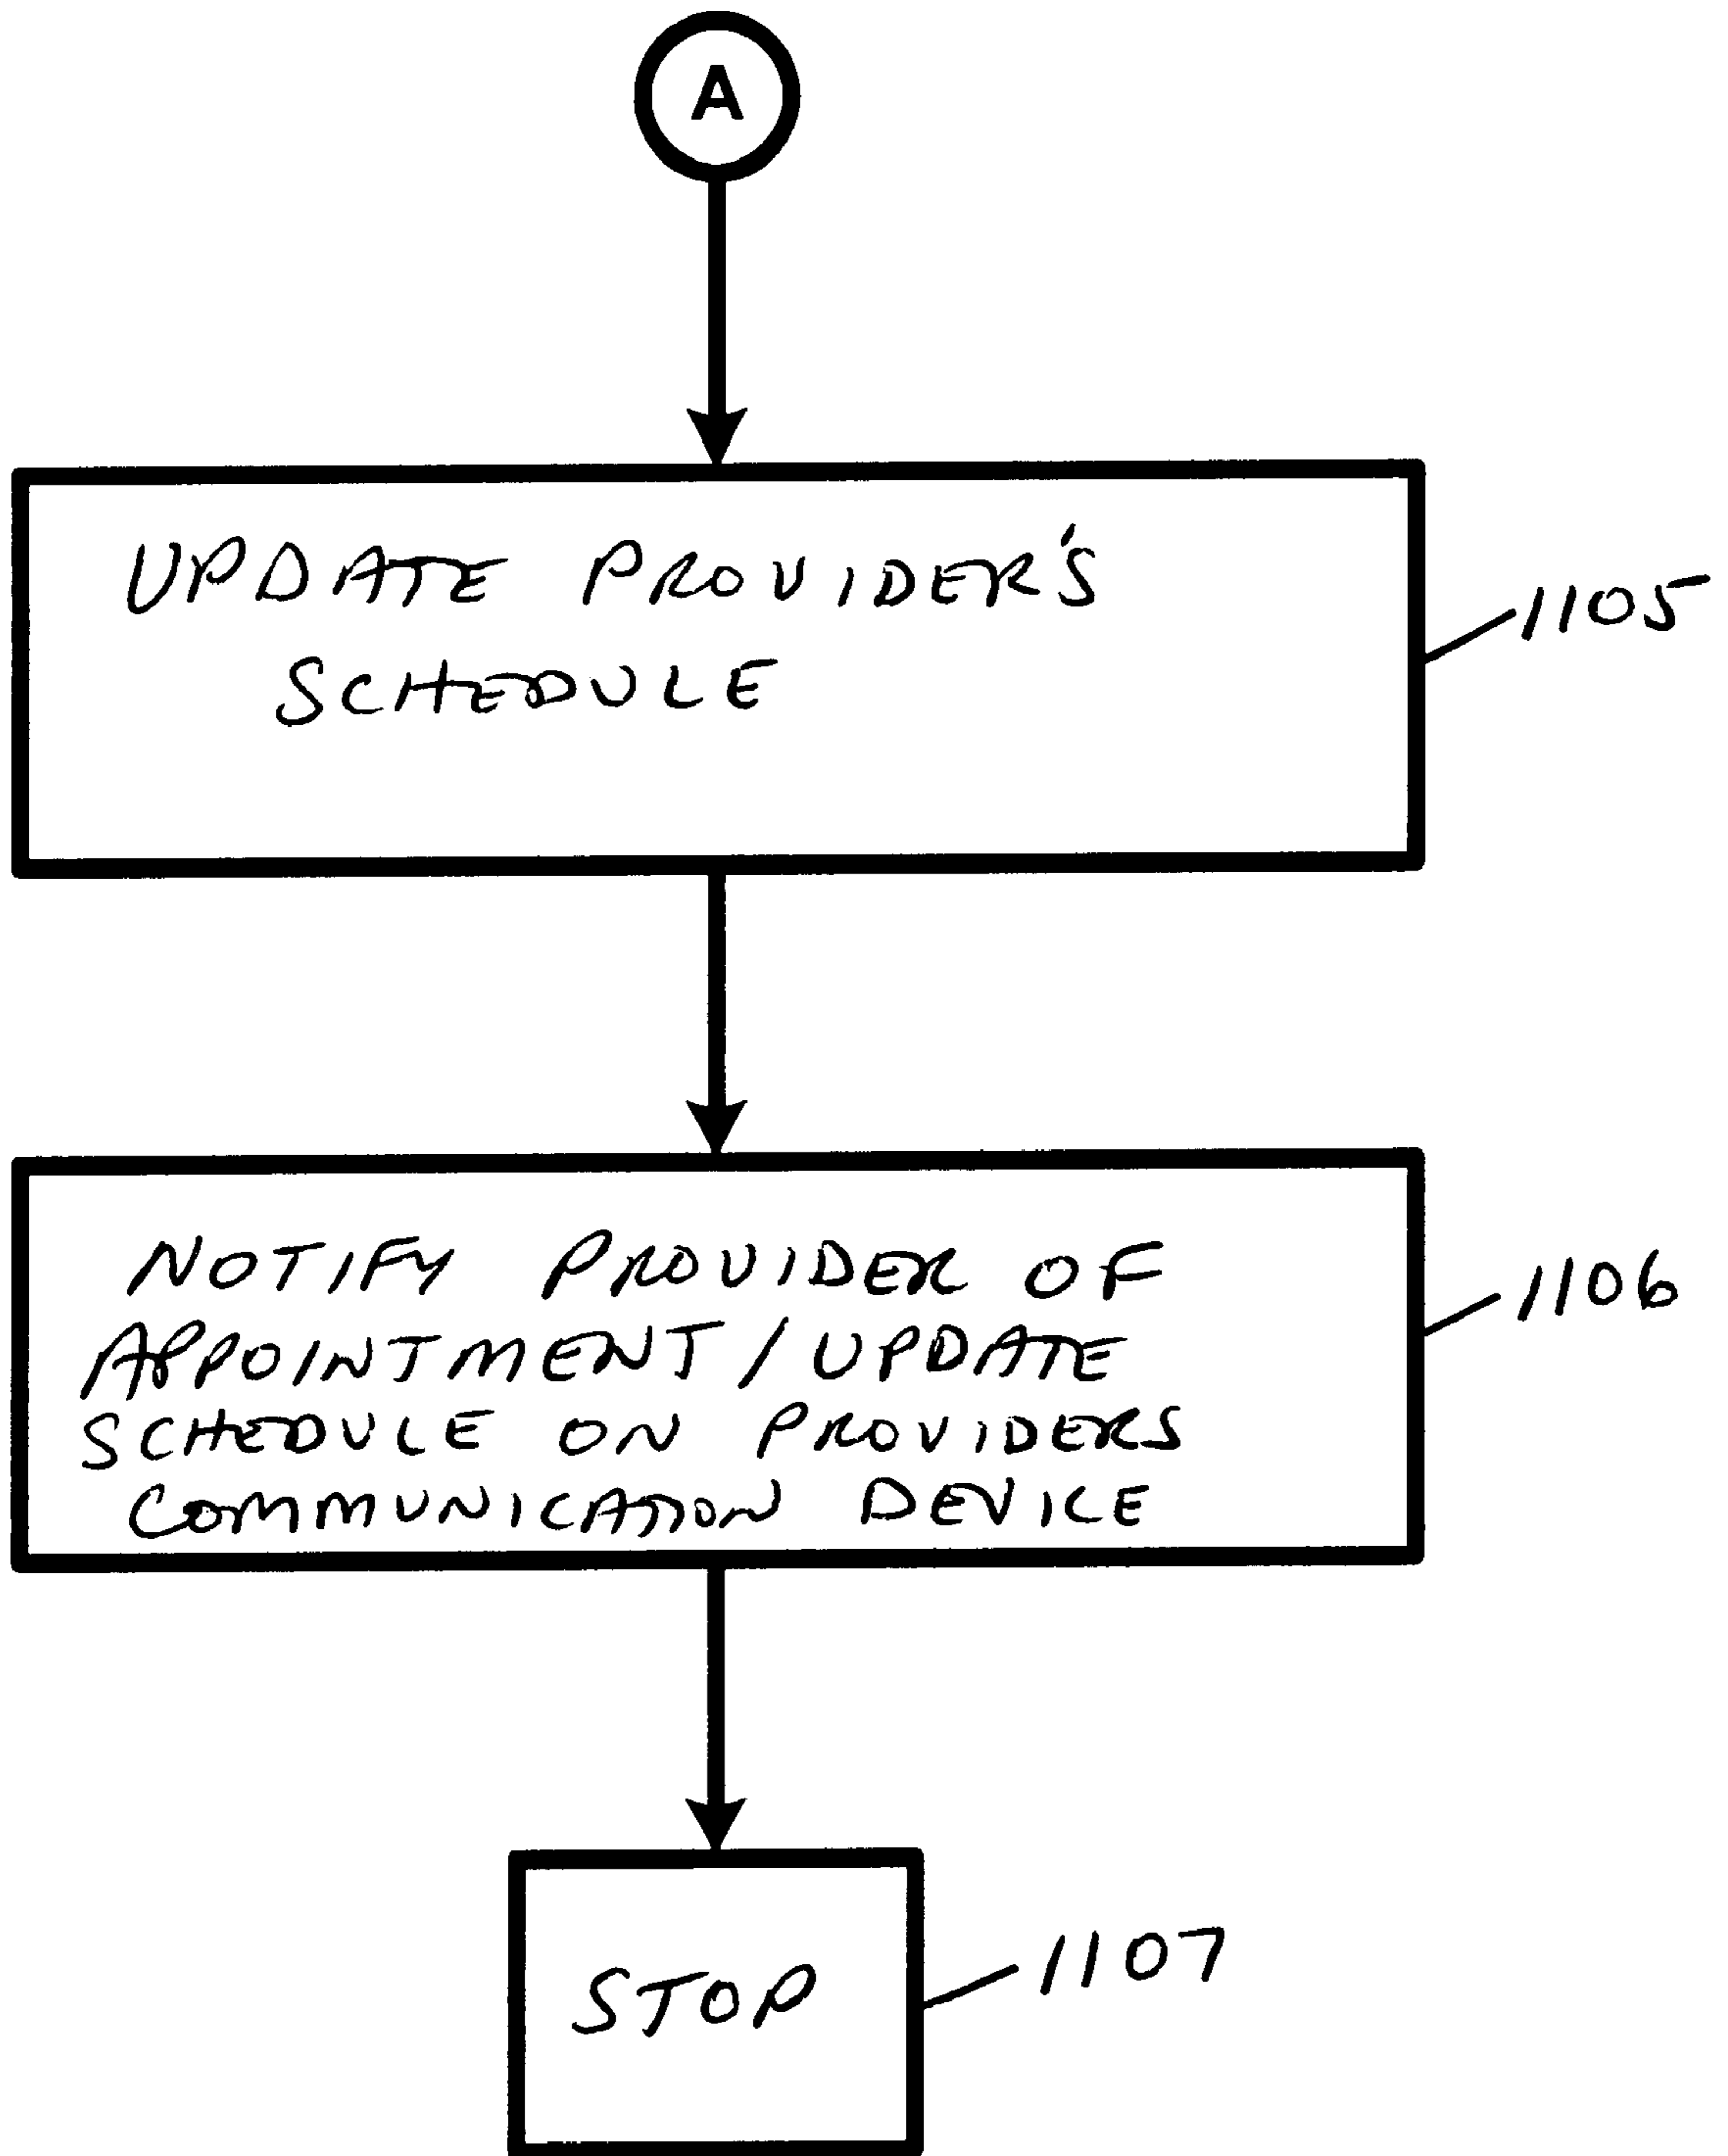 A
UPDATE PROVIDER'S
SCHEDULE
1105
NOTIFY PROVIDER OF
APPOINTMENT/UPDATE
SCHEDULE ON PROVIDERS
COMMUNICATION DEVICE
1106
STOP
1107